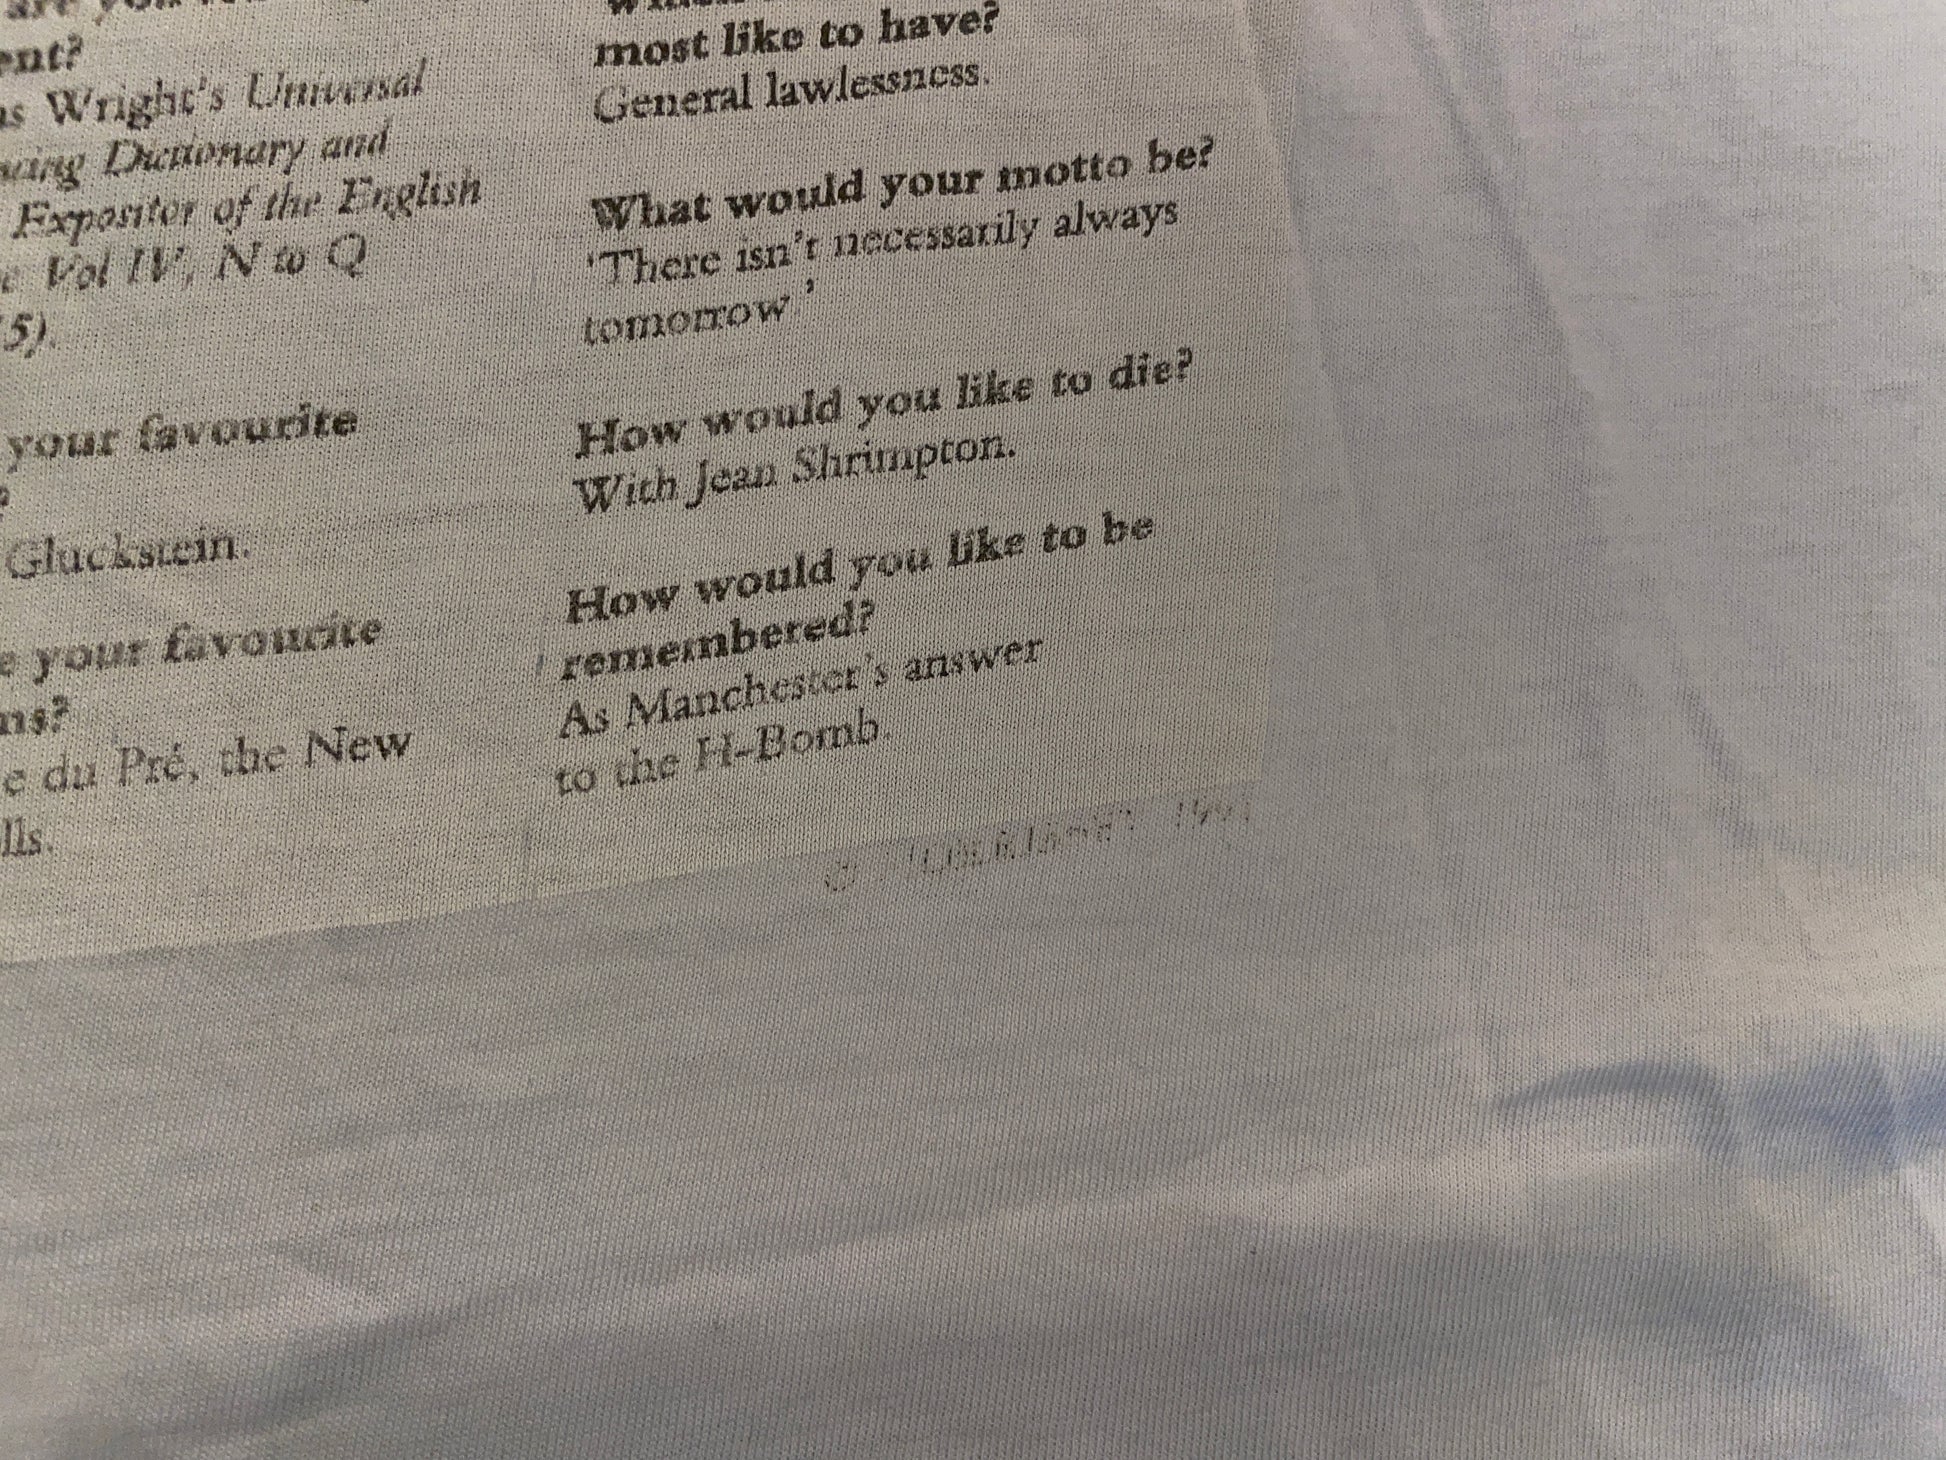 are you
ent?
as Wright's Universal
Dictionary and
Expositor of the English
Vol IV, N to Q
5).
your favourite
?
Gluckstein.
e your favourite
ns?
e du Pré, the New
lls.
most like to have?
General lawlessness.
What would your motto be?
'There isn't necessarily always
tomorrow.'
How would you like to die?
With Jean Shrimpton.
How would you like to be
remembered?
As Manchester's answer
to the H-Bomb.
©